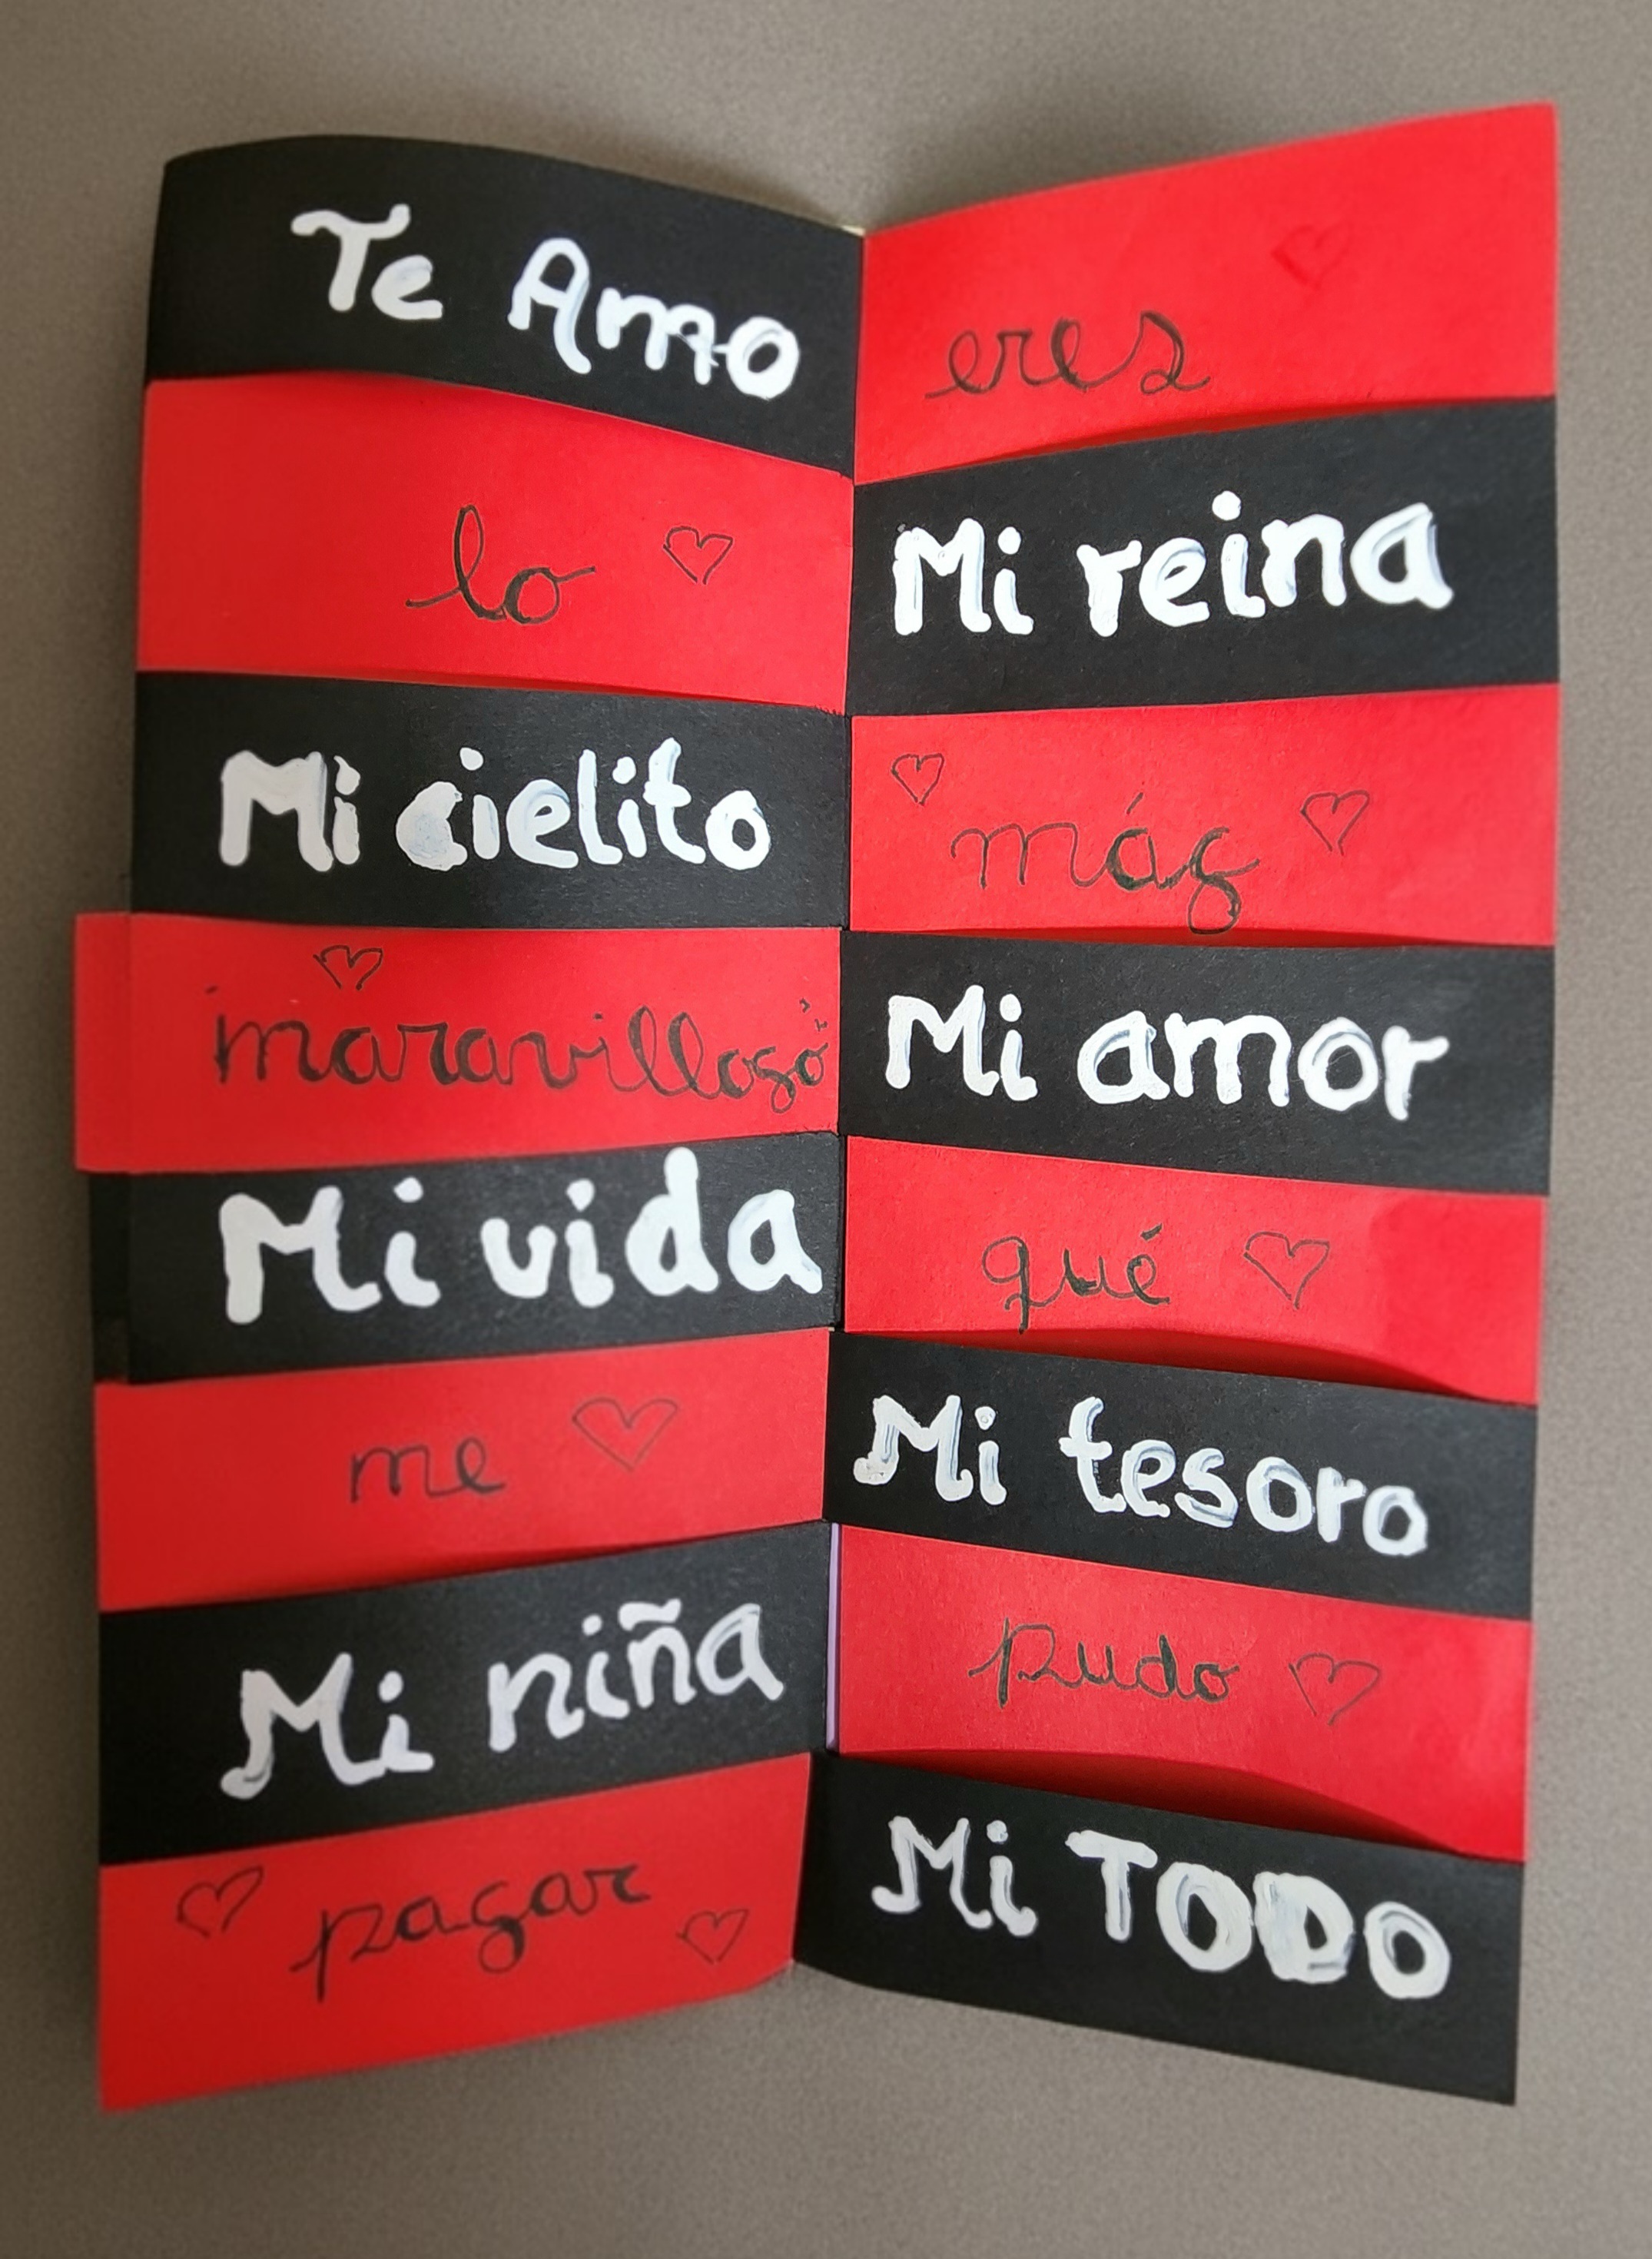 Te Amo
eres
lo
Mi reina
Mi cielito
más
maravilloso
Mi amor
Mi vida
qué
me
Mi tesoro
Mi niña
pudo
pagar
Mi TODO